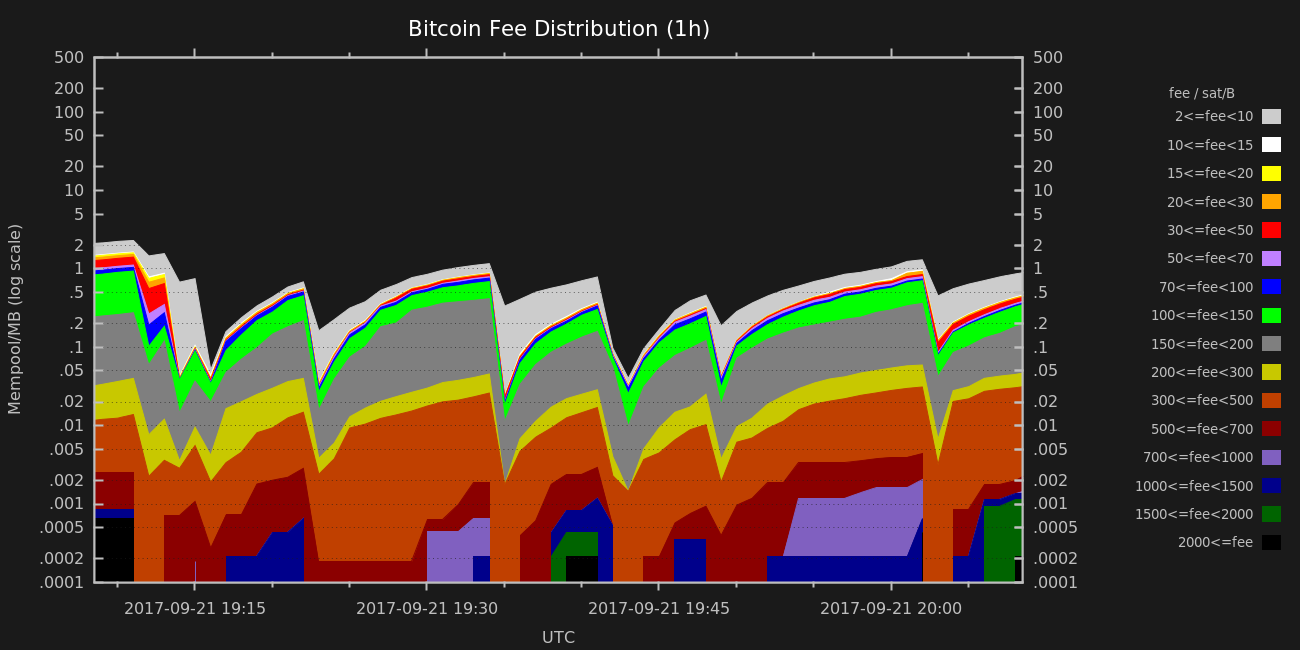 Bitcoin Fee Distribution (1h)
500
200
100
50
20
10
5
2
1
.5
.2
.1
.05
.02
.01
.005
.002
.001
.0005
.0002
.0001
Mempool/MB (log scale)
500
200
100
50
20
10
5
2
1
.5
.2
.1
.05
.02
.01
.005
.002
.001
.0005
.0002
.0001
2017-09-21 19:15
2017-09-21 19:30
2017-09-21 19:45
2017-09-21 20:00
UTC
fee / sat/B
2<=fee<10
10<=fee<15
15<=fee<20
20<=fee<30
30<=fee<50
50<=fee<70
70<=fee<100
100<=fee<150
150<=fee<200
200<=fee<300
300<=fee<500
500<=fee<700
700<=fee<1000
1000<=fee<1500
1500<=fee<2000
2000<=fee